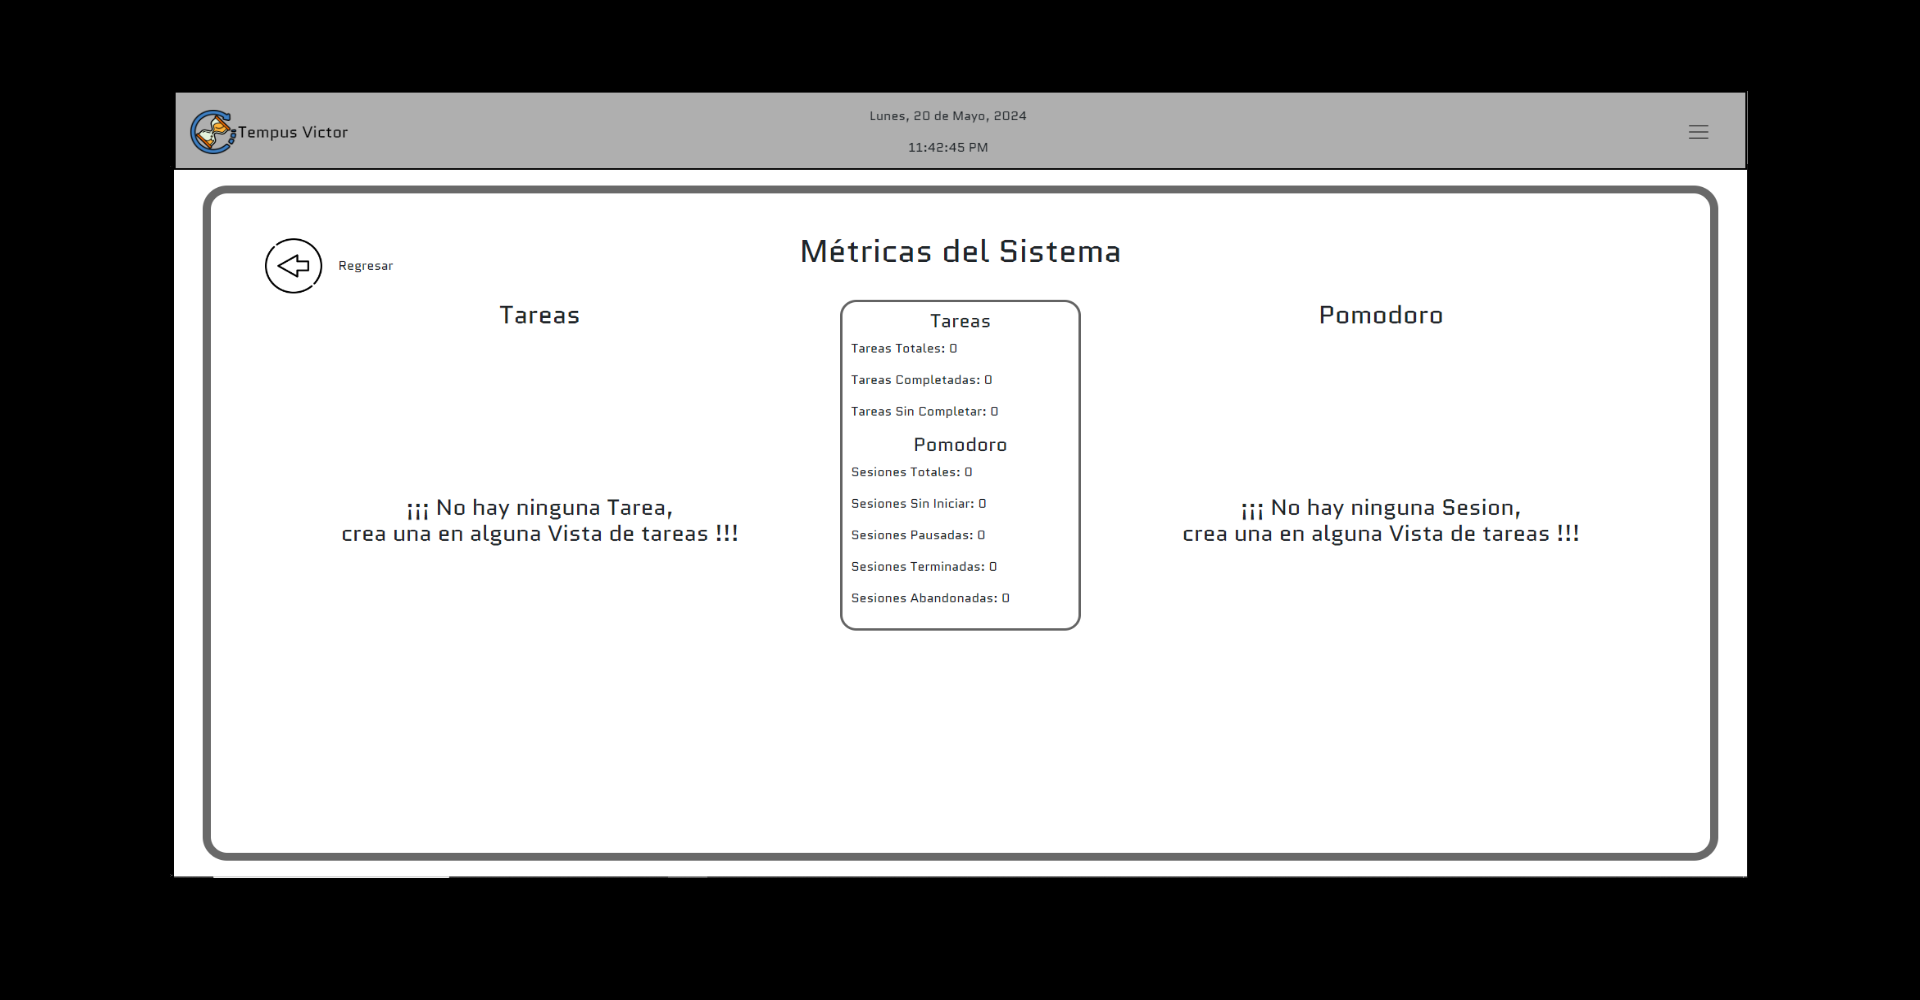 Tempus Victor
Lunes, 20 de Mayo, 2024
11:42:45 PM
Regresar
Métricas del Sistema
Tareas
¡¡¡ No hay ninguna Tarea,
crea una en alguna Vista de tareas !!!
Tareas
Tareas Totales: 0
Tareas Completadas: 0
Tareas Sin Completar: 0
Pomodoro
Sesiones Totales: 0
Sesiones Sin Iniciar: 0
Sesiones Pausadas: 0
Sesiones Terminadas: 0
Sesiones Abandonadas: 0
Pomodoro
¡¡¡ No hay ninguna Sesion,
crea una en alguna Vista de tareas !!!